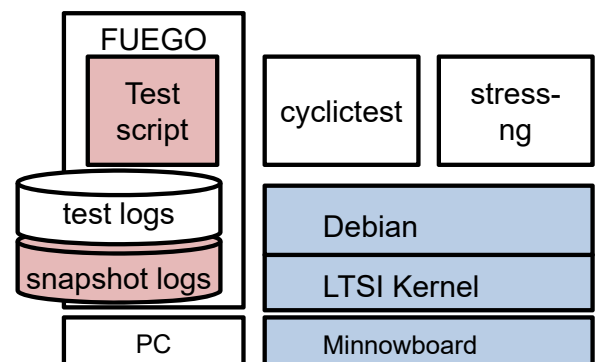 FUEGO
Test
script
cyclictest
stress-
ng
test logs
Debian
snapshot logs
LTSI Kernel
PC
Minnowboard